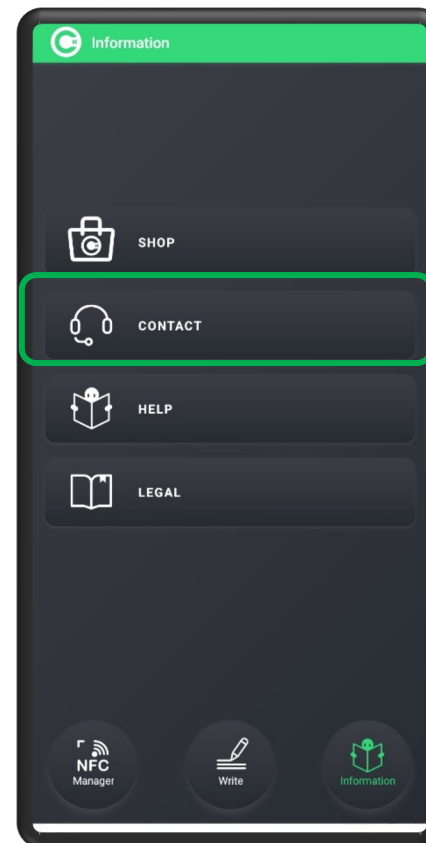 Information
SHOP
CONTACT
HELP
LEGAL
NFC
Manager
Write
Information